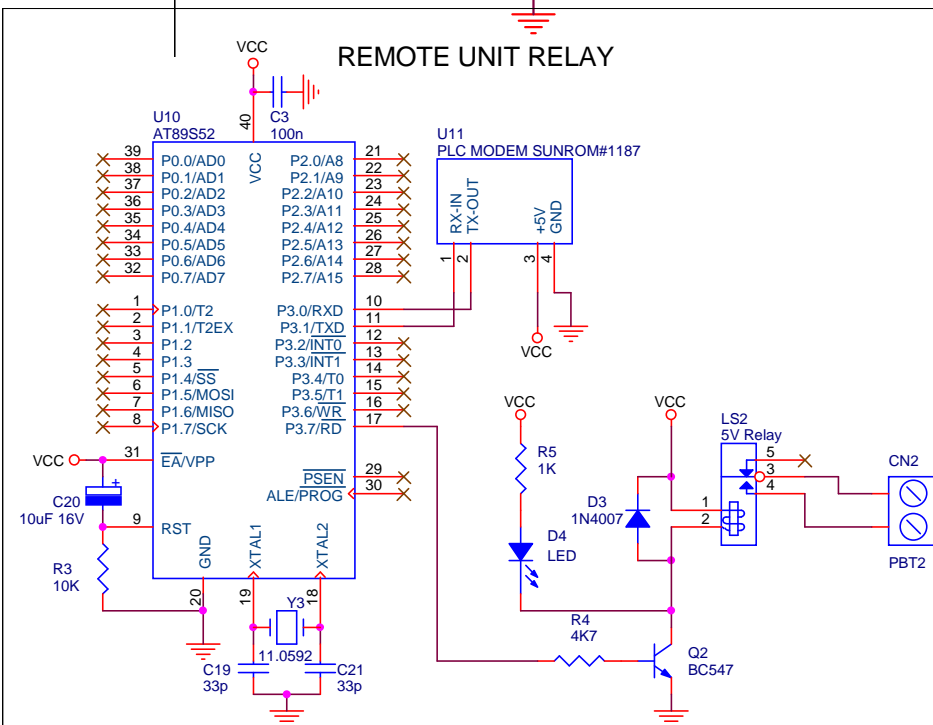 REMOTE UNIT RELAY
VCC
C3
100n
40
U10
AT89S52
VCC
39 P0.0/AD0
38 P0.1/AD1
37 P0.2/AD2
36 P0.3/AD3
35 P0.4/AD4
34 P0.5/AD5
33 P0.6/AD6
32 P0.7/AD7
1 P1.0/T2
2 P1.1/T2EX
3 P1.2
4 P1.3
5 P1.4/SS
6 P1.5/MOSI
7 P1.6/MISO
8 P1.7/SCK
VCC 31 EA/VPP
9 RST
P2.0/A8 21
P2.1/A9 22
P2.2/A10 23
P2.3/A11 24
P2.4/A12 25
P2.5/A13 26
P2.6/A14 27
P2.7/A15 28
P3.0/RXD 10
P3.1/TXD 11
P3.2/INT0 12
P3.3/INT1 13
P3.4/T0 14
P3.5/T1 15
P3.6/WR 16
P3.7/RD 17
PSEN 29
ALE/PROG 30
GND
20
XTAL1
19
XTAL2
18
C20
10uF 16V
+
R3
10K
Y3
11.0592
C19
33p
C21
33p
U11
PLC MODEM SUNROM#1187
RX-IN
TX-OUT
+5V
GND
1
2
3
4
VCC
VCC
R5
1K
D4
LED
VCC
D3
1N4007
LS2
5V Relay
5
3
4
1
2
CN2
PBT2
R4
4K7
Q2
BC547